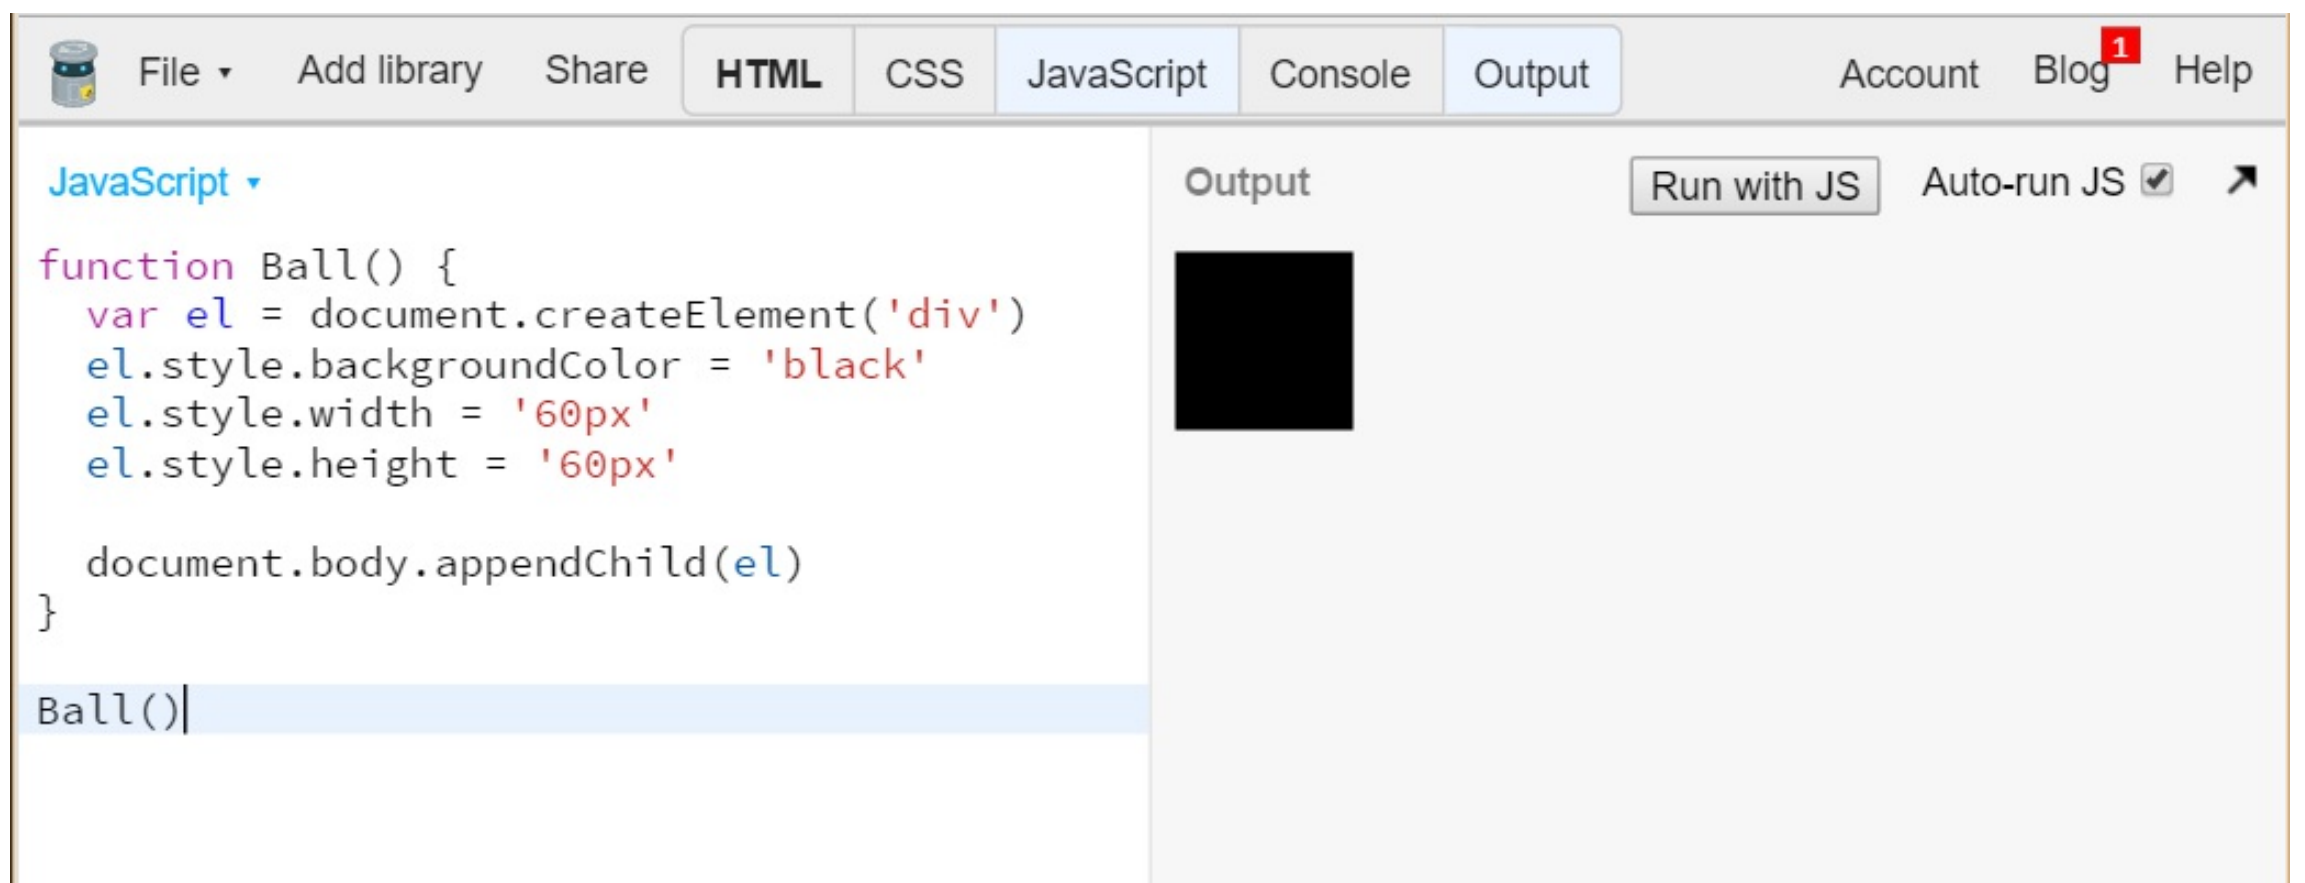 File ▾ Add library Share HTML CSS JavaScript Console Output Account Blog 1 Help
JavaScript ▾
Output Run with JS Auto-run JS
function Ball() {
  var el = document.createElement('div')
  el.style.backgroundColor = 'black'
  el.style.width = '60px'
  el.style.height = '60px'
  document.body.appendChild(el)
}
Ball()